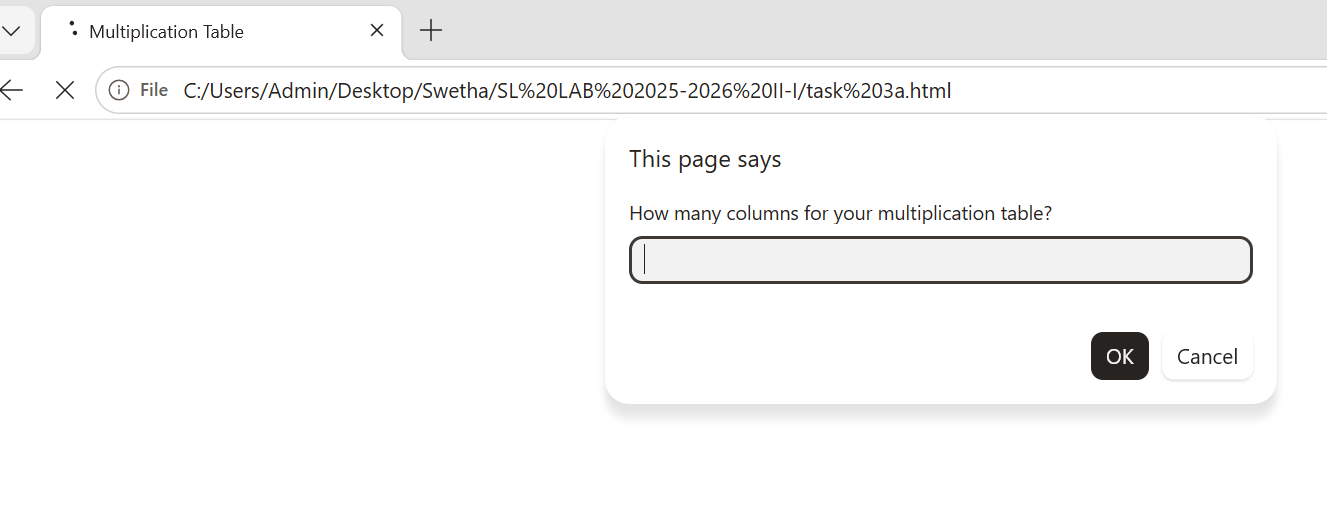 Multiplication Table
File C:/Users/Admin/Desktop/Swetha/SL%20LAB%202025-2026%20II-I/task%203a.html
This page says
How many columns for your multiplication table?
OK Cancel